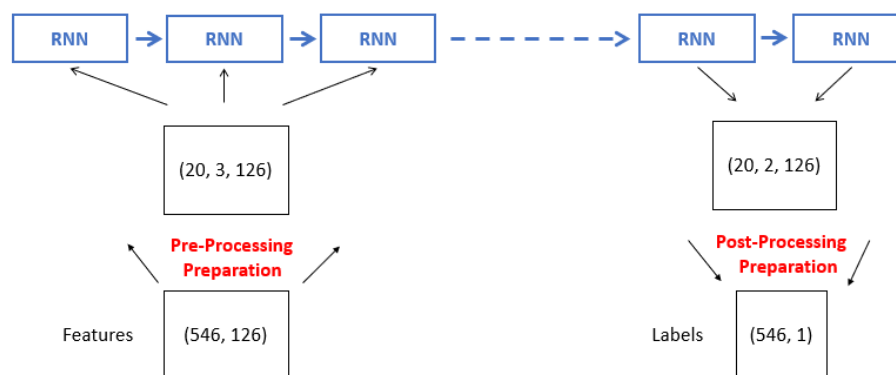 RNN RNN RNN RNN RNN
(20, 3, 126) (20, 2, 126)
Pre-Processing Post-Processing
Preparation Preparation
Features (546, 126) Labels (546, 1)